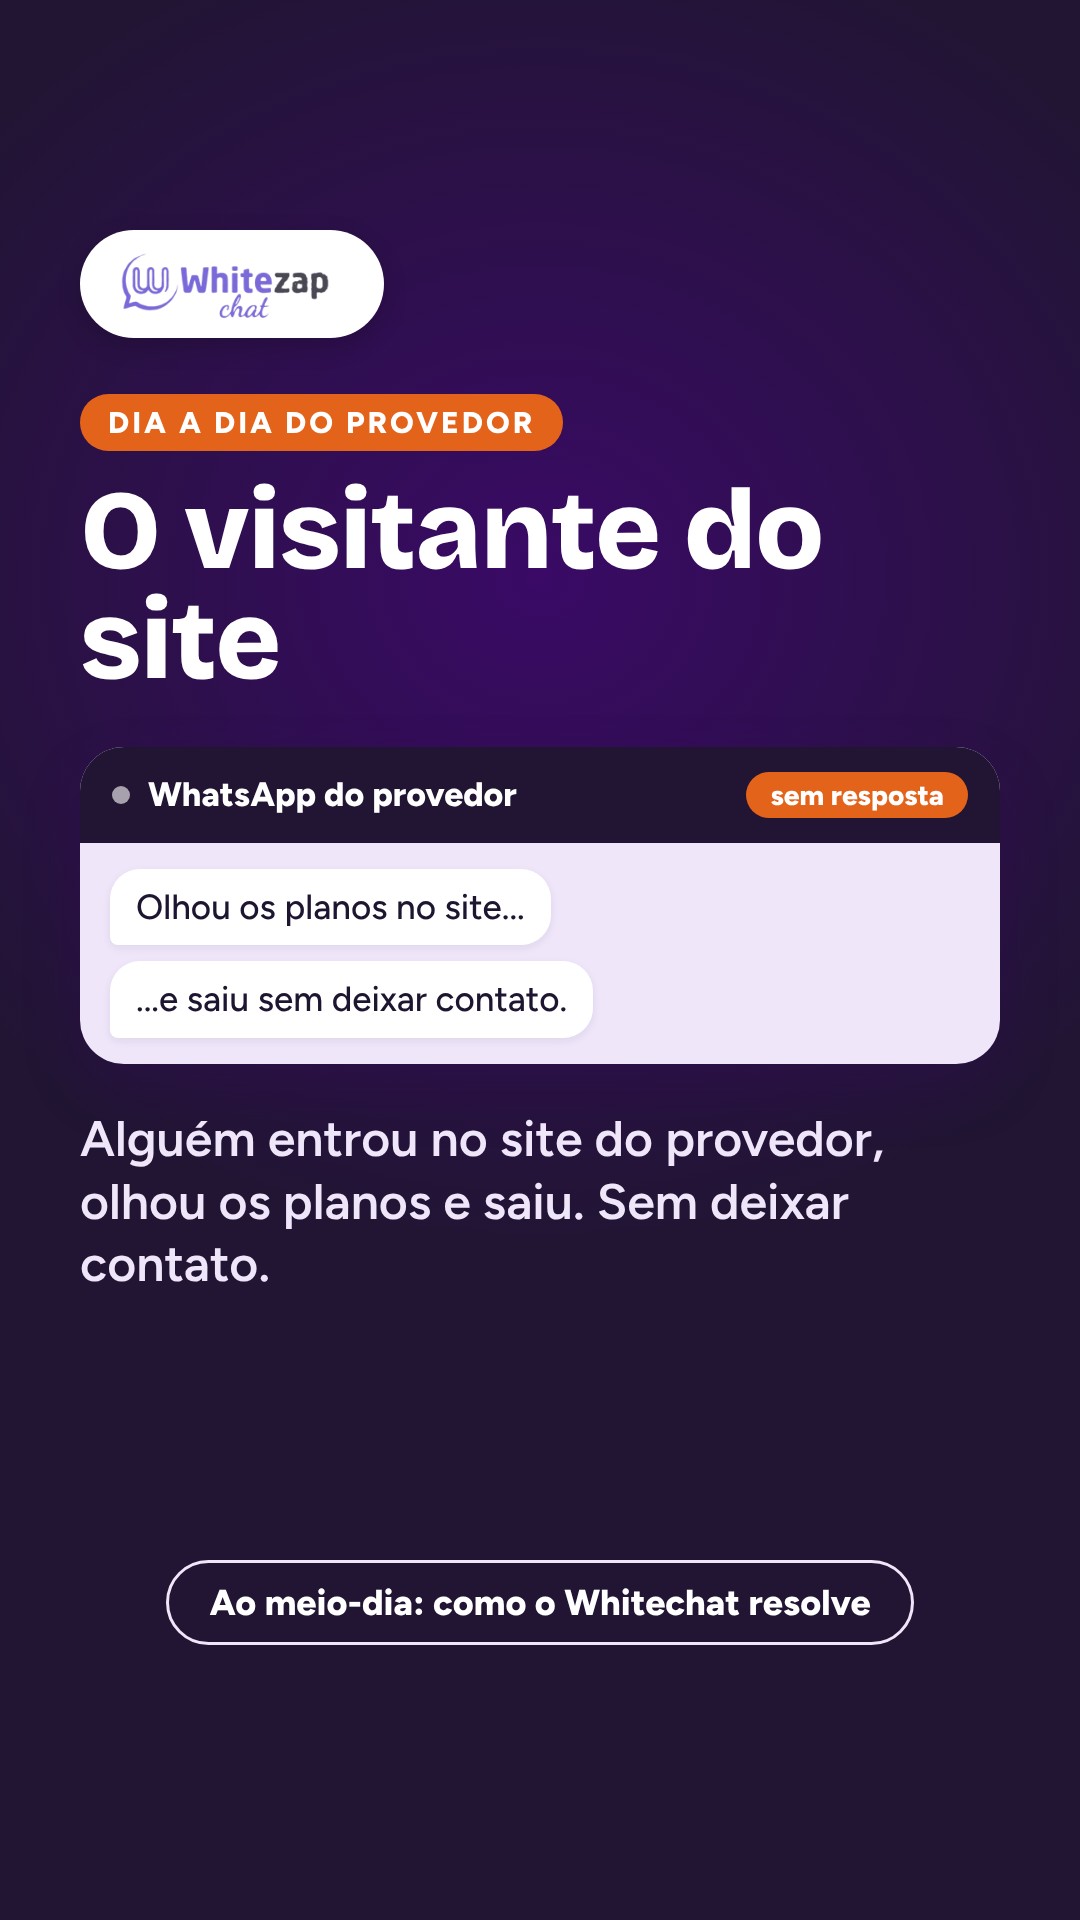 Whitezap
chat
DIA A DIA DO PROVEDOR
O visitante do
site
WhatsApp do provedor
sem resposta
Olhou os planos no site...
...e saiu sem deixar contato.
Alguém entrou no site do provedor,
olhou os planos e saiu. Sem deixar
contato.
Ao meio-dia: como o Whitechat resolve